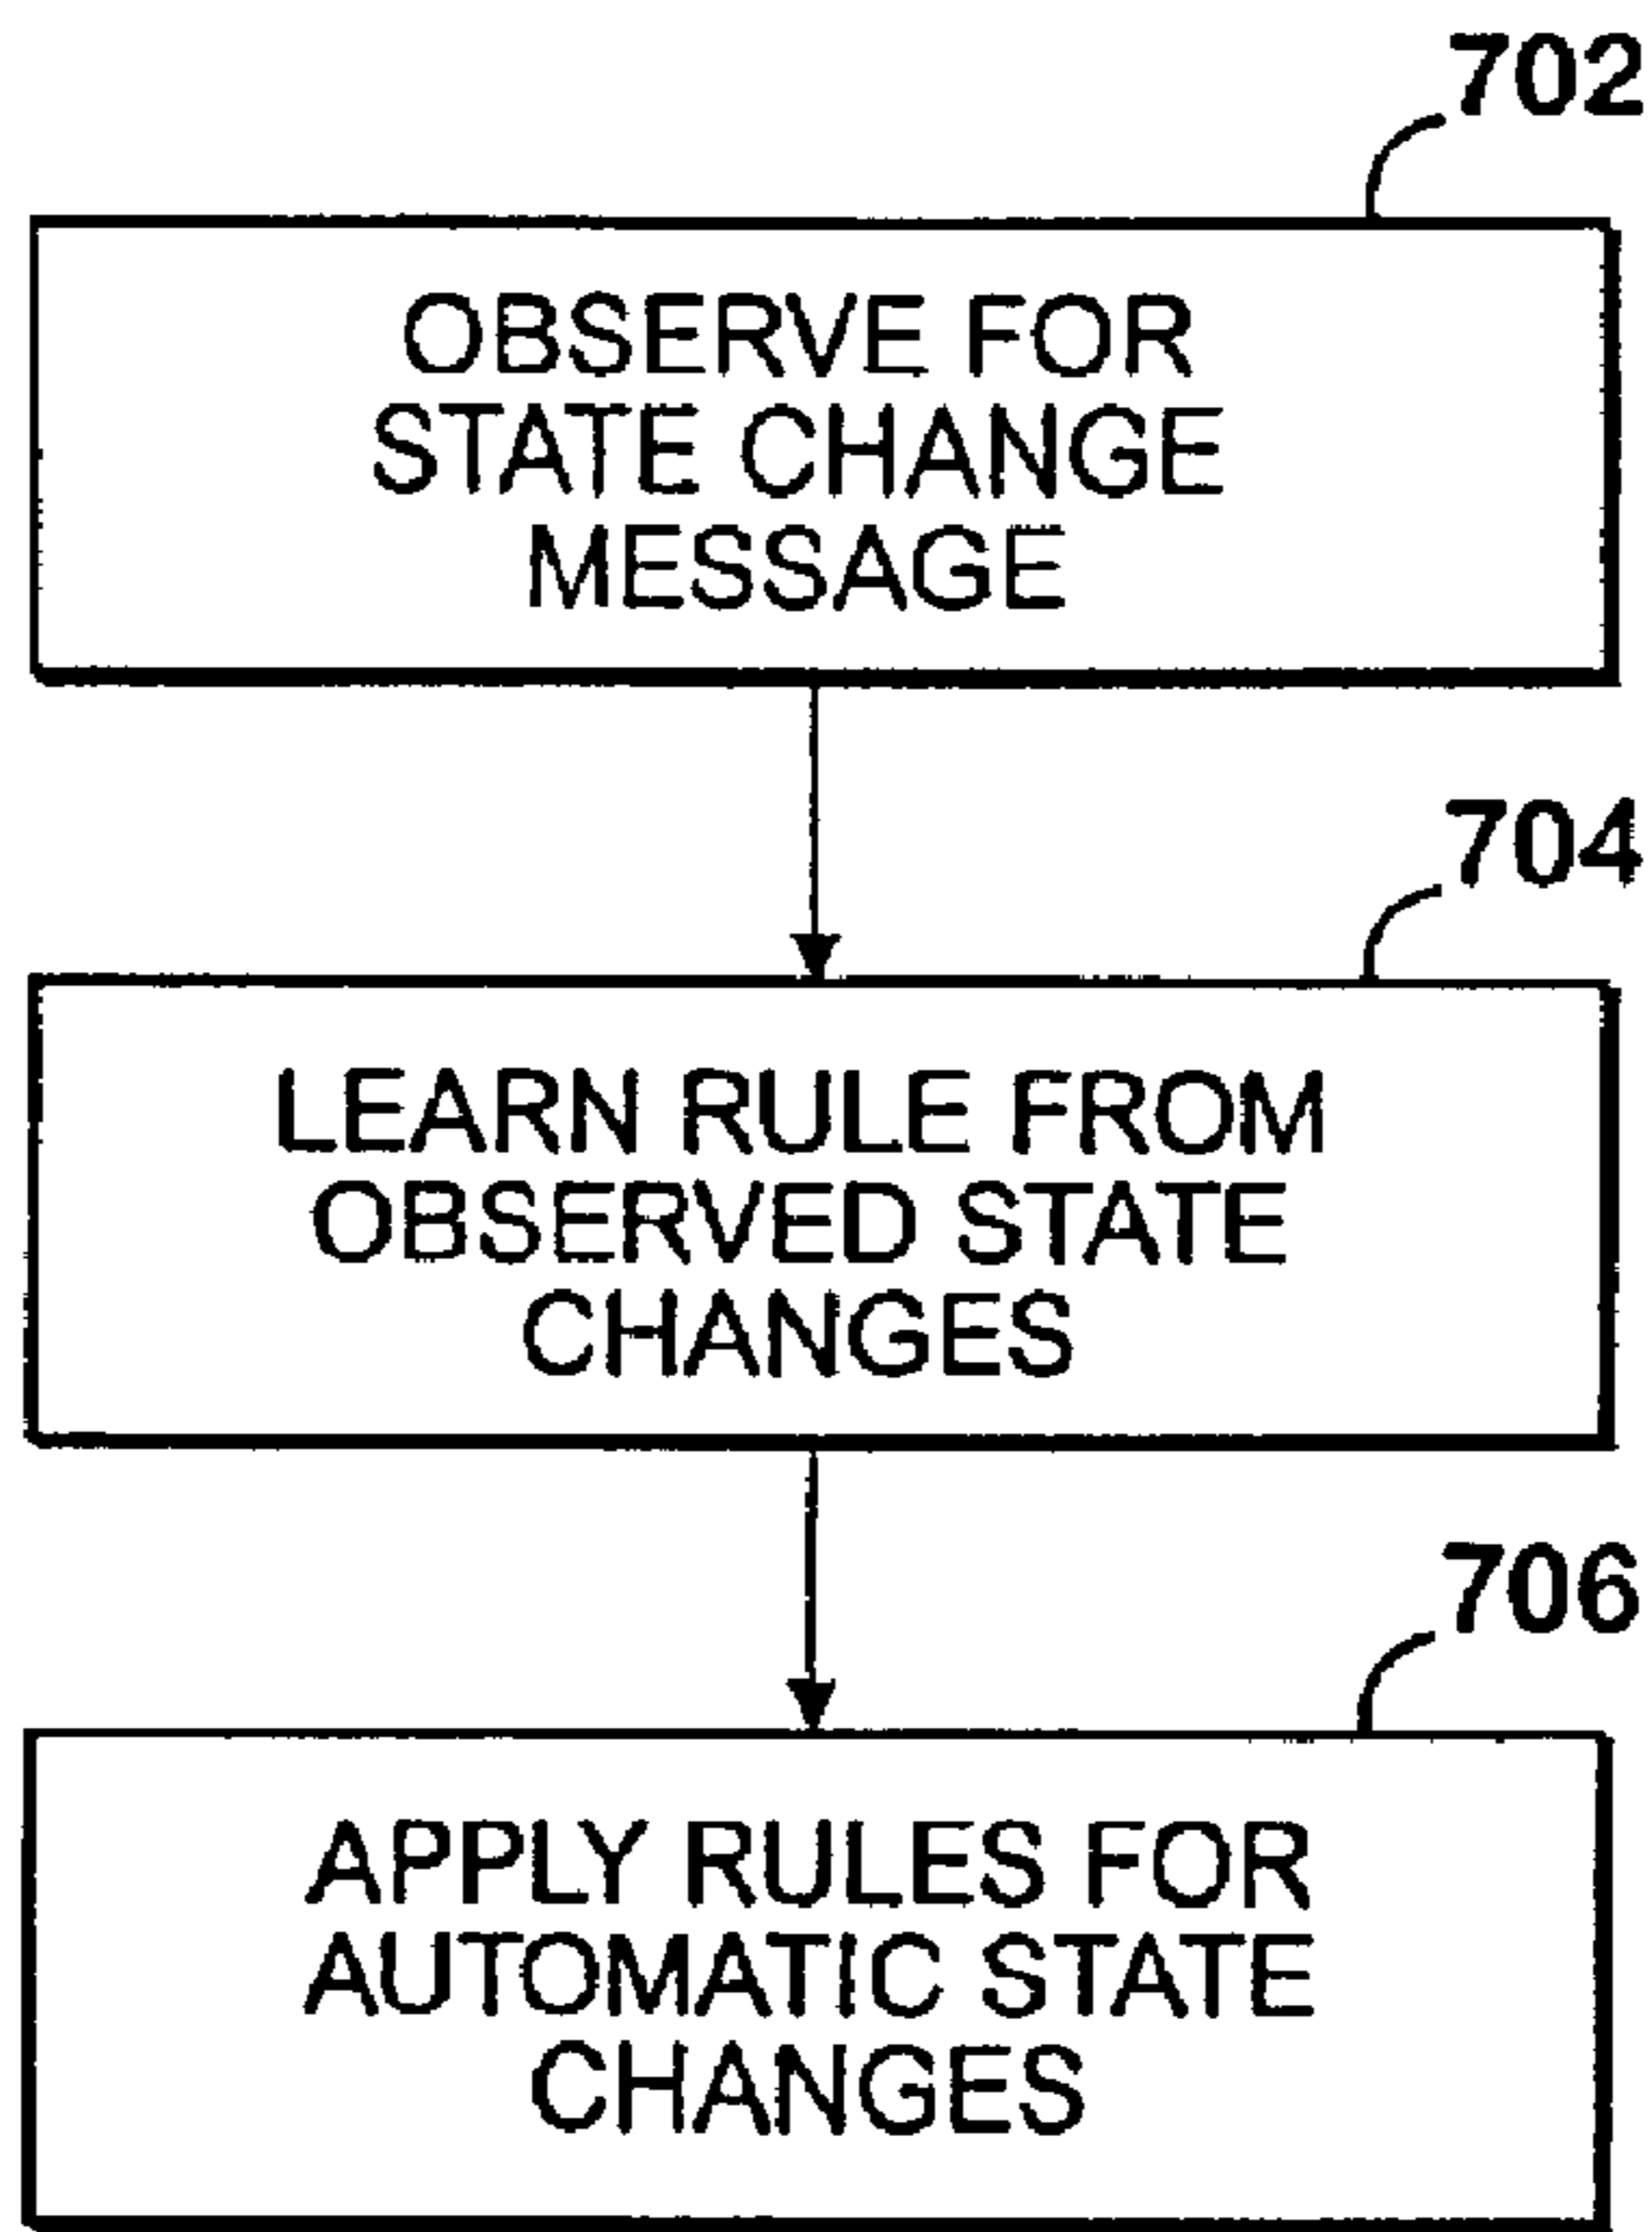 702
OBSERVE FOR
STATE CHANGE
MESSAGE
704
LEARN RULE FROM
OBSERVED STATE
CHANGES
706
APPLY RULES FOR
AUTOMATIC STATE
CHANGES